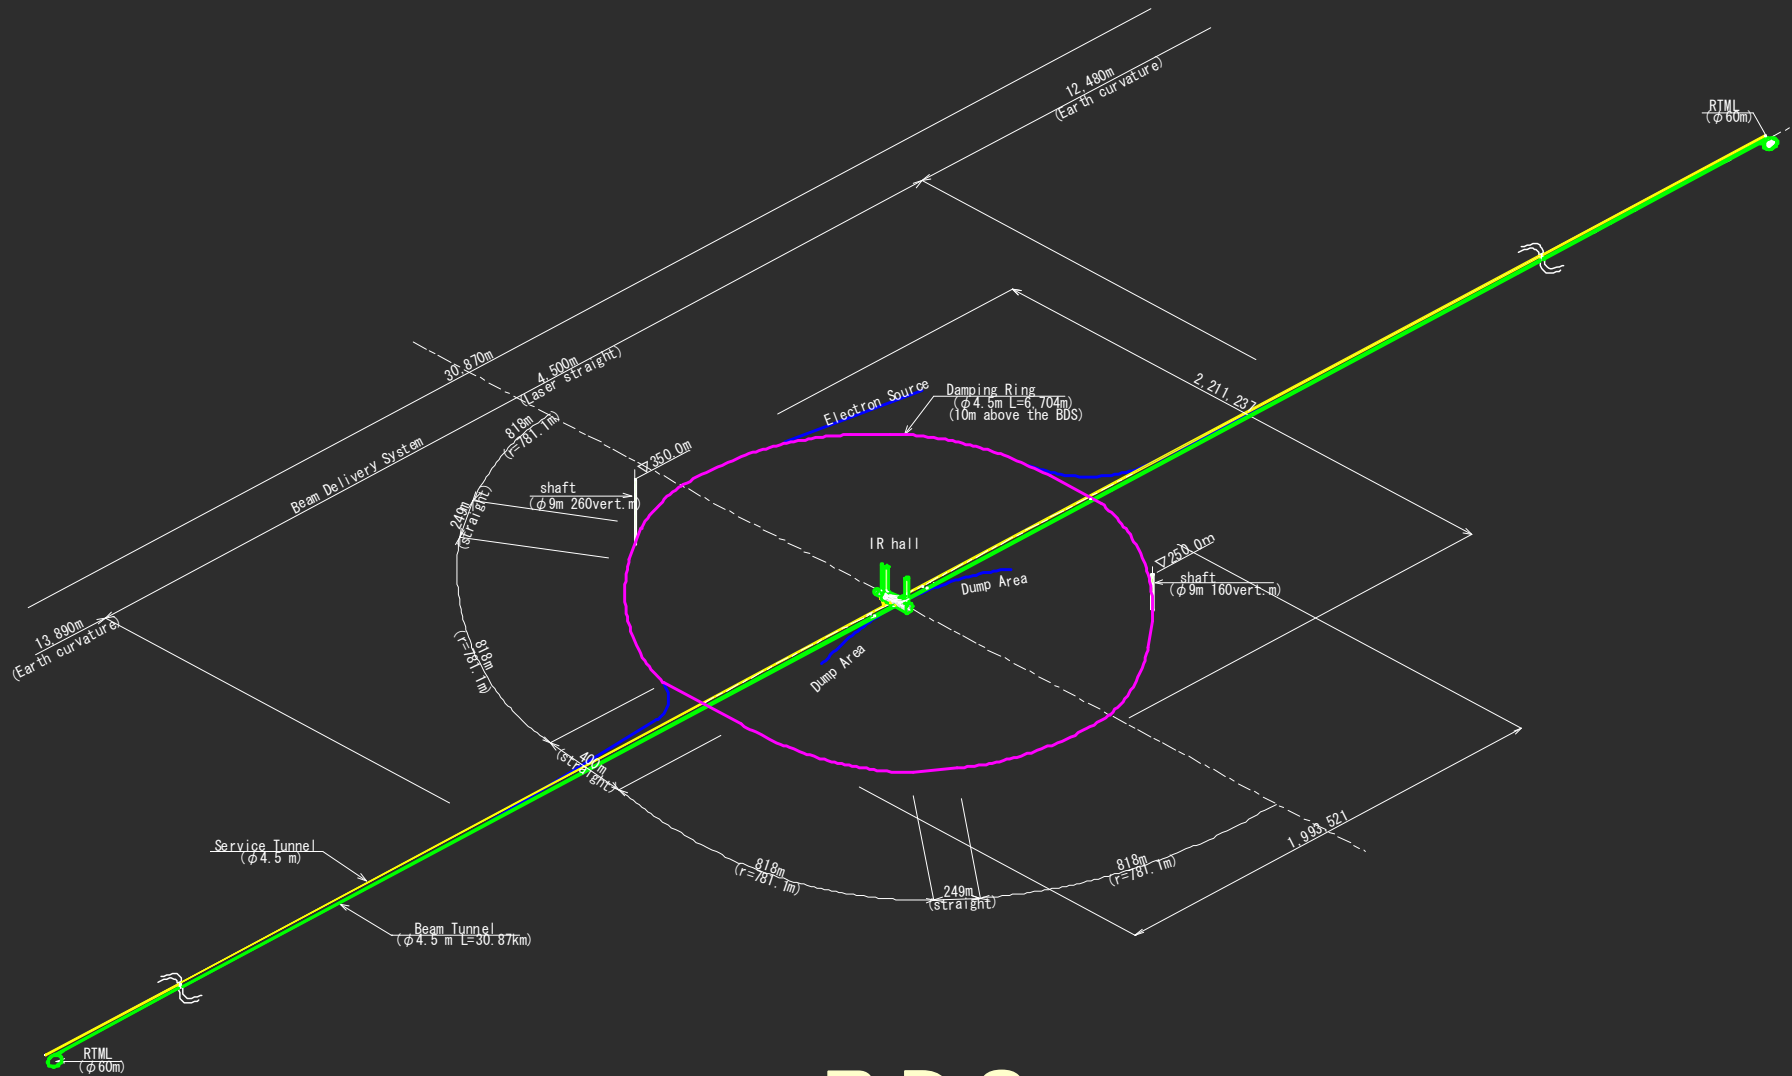 12,480m
(Earth curvature)
RTML
(φ60m)
30,870m
4,500m
(Laser straight)
2,211,237
Electron Source
Damping Ring
(φ4.5m L=6,704m)
(10m above the BDS)
818m
(r=781.1m)
Beam Delivery System
▽350.0m
shaft
(φ9m 260vert.m)
249m
(straight)
IR hall
▽250.0m
shaft
(φ9m 160vert.m)
Dump Area
Dump Area
13,890m
(Earth curvature)
818m
(r=781.1m)
400m
(straight)
1,993,521
Service Tunnel
(φ4.5 m)
818m
(r=781.1m)
818m
(r=781.1m)
249m
(straight)
Beam Tunnel
(φ4.5 m L=30.87km)
RTML
(φ60m)